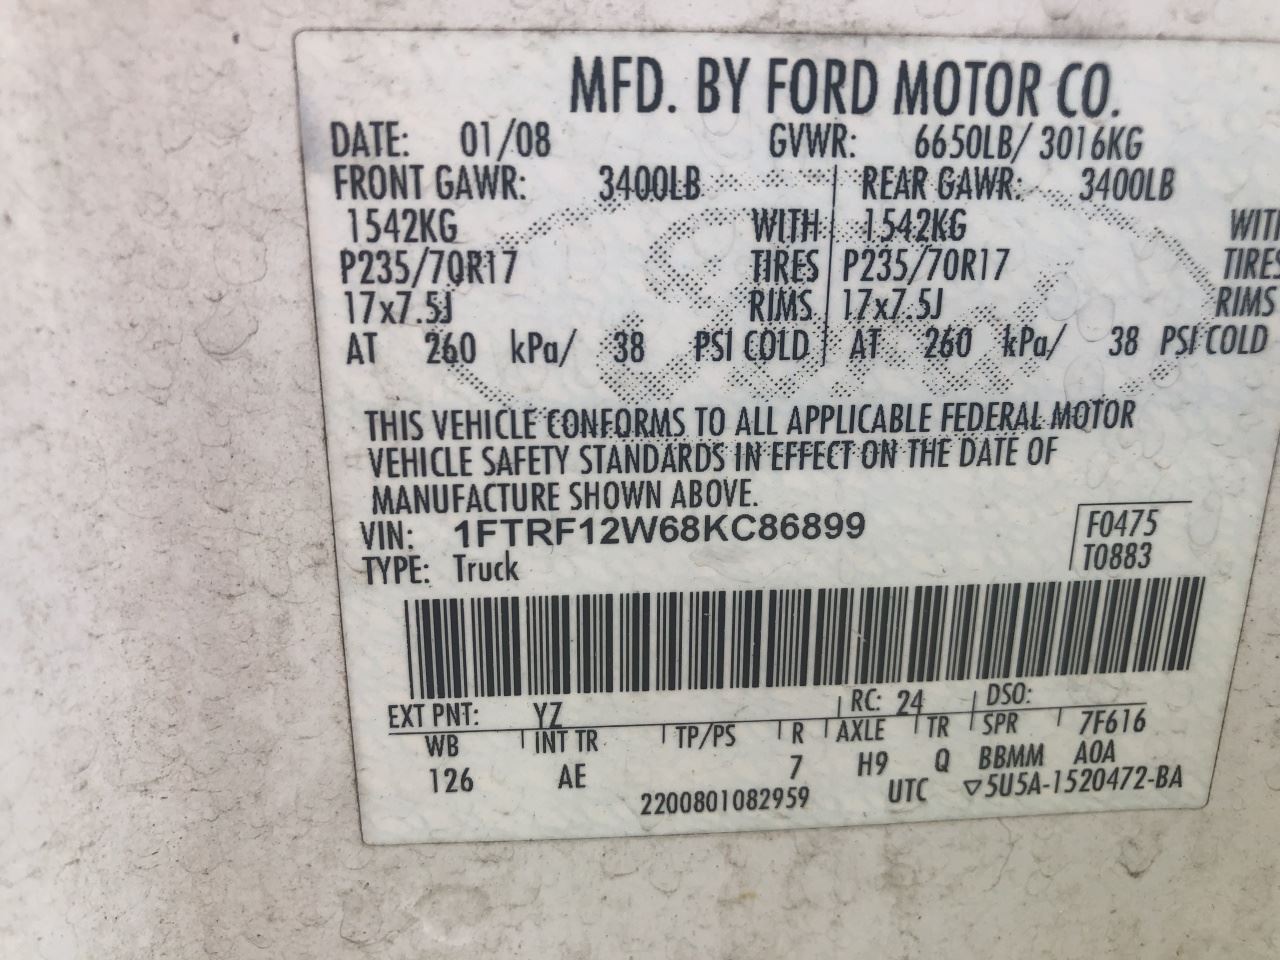 MFD. BY FORD MOTOR CO.
DATE: 01/08 GVWR: 6650LB/ 3016KG
FRONT GAWR: 3400LB REAR GAWR: 3400LB
1542KG WITH 1542KG WITH
P235/70R17 TIRES P235/70R17 TIRES
17x7.5J RIMS 17x7.5J RIMS
AT 260 kPa/ 38 PSI COLD AT 260 kPa/ 38 PSI COLD
THIS VEHICLE CONFORMS TO ALL APPLICABLE FEDERAL MOTOR
VEHICLE SAFETY STANDARDS IN EFFECT ON THE DATE OF
MANUFACTURE SHOWN ABOVE.
VIN: 1FTRF12W68KC86899 F0475
TYPE: Truck T0883
EXT PNT: YZ RC: 24 DSO:
WB INT TR TP/PS R AXLE TR SPR 7F616
126 AE 7 H9 Q BBMM AOA
2200801082959 UTC ▽5U5A-1520472-BA